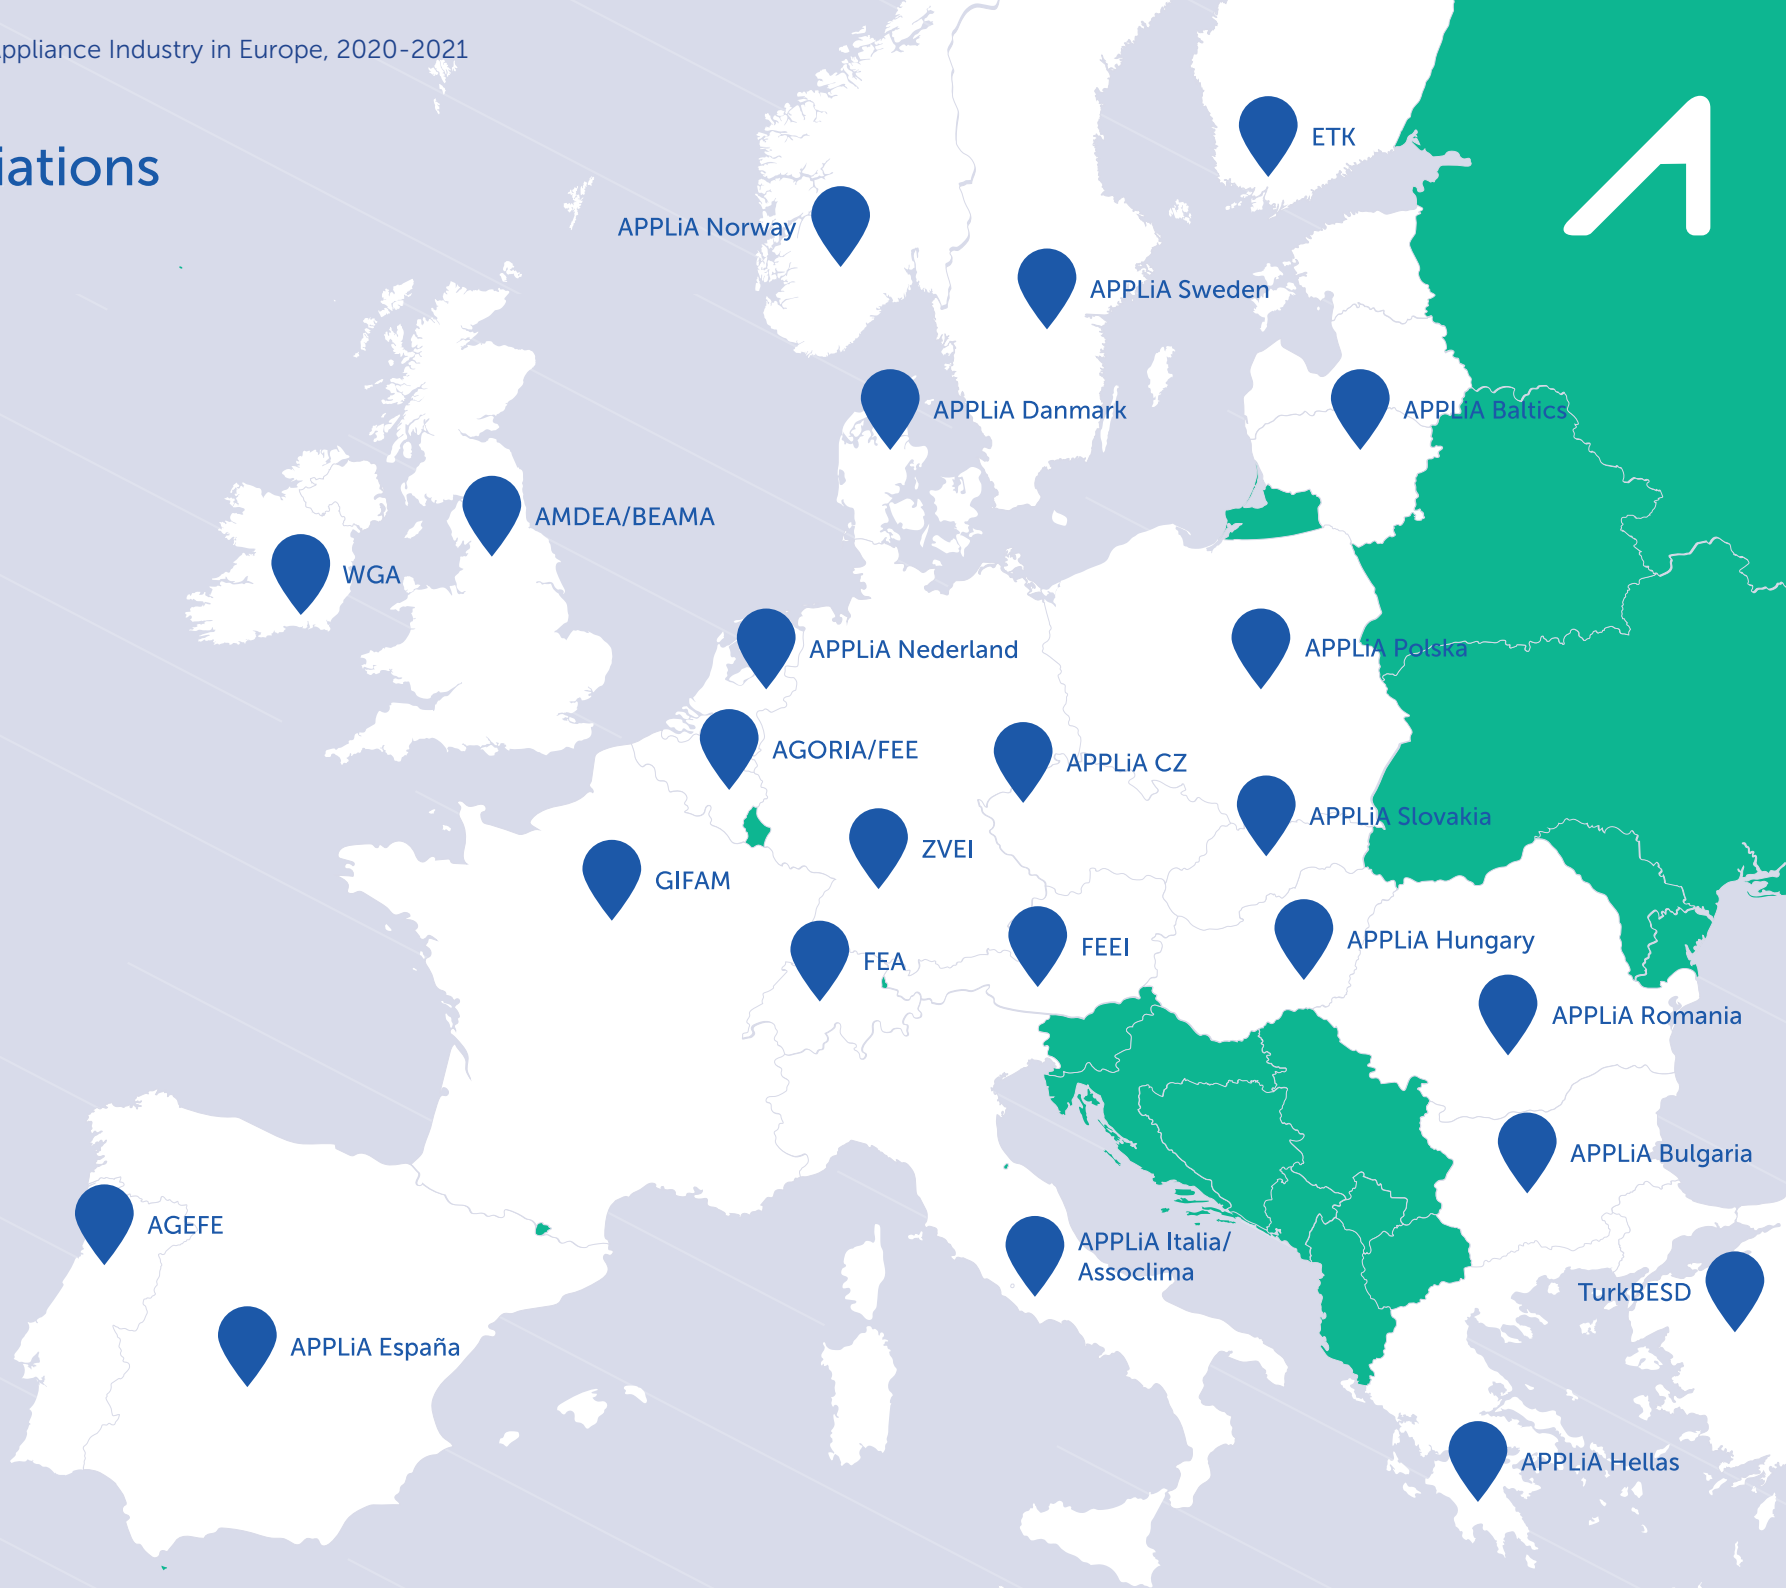 Appliance Industry in Europe, 2020-2021
iations
ETK
APPLiA Norway
APPLiA Sweden
APPLiA Danmark
APPLiA Baltics
AMDEA/BEAMA
WGA
APPLiA Nederland
APPLiA Polska
AGORIA/FEE
APPLiA CZ
APPLiA Slovakia
ZVEI
GIFAM
APPLiA Hungary
FEEI
FEA
APPLiA Romania
APPLiA Bulgaria
AGEFE
APPLiA Italia/
Assoclima
TurkBESD
APPLiA España
APPLiA Hellas